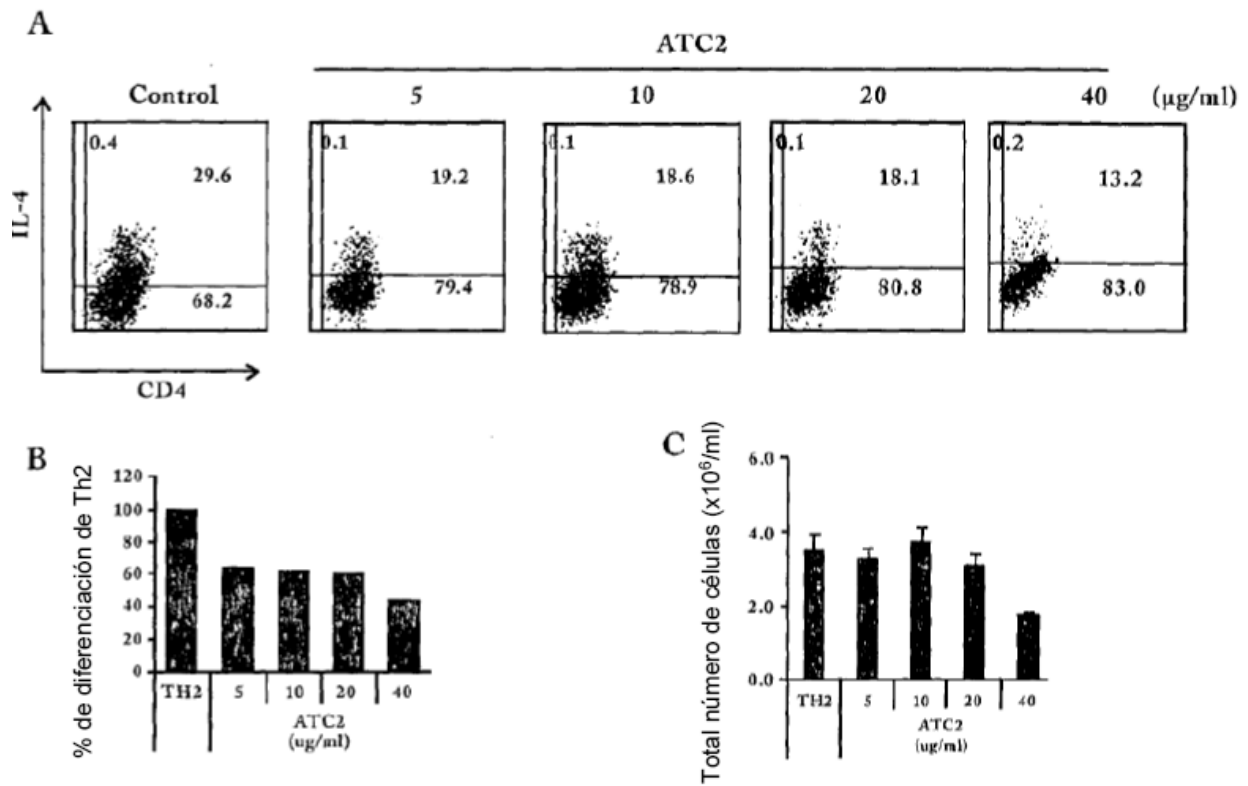 A
ATC2
Control 5 10 20 40 (µg/ml)
IL-4
0.4
29.6
68.2
0.1
19.2
79.4
0.1
18.6
78.9
0.1
18.1
80.8
0.2
13.2
83.0
CD4
B
% de diferenciación de Th2
120
100
80
60
40
20
0
TH2 5 10 20 40
ATC2
(ug/ml)
C
Total número de células (x10⁶/ml)
6.0
4.0
2.0
0.0
TH2 5 10 20 40
ATC2
(ug/ml)